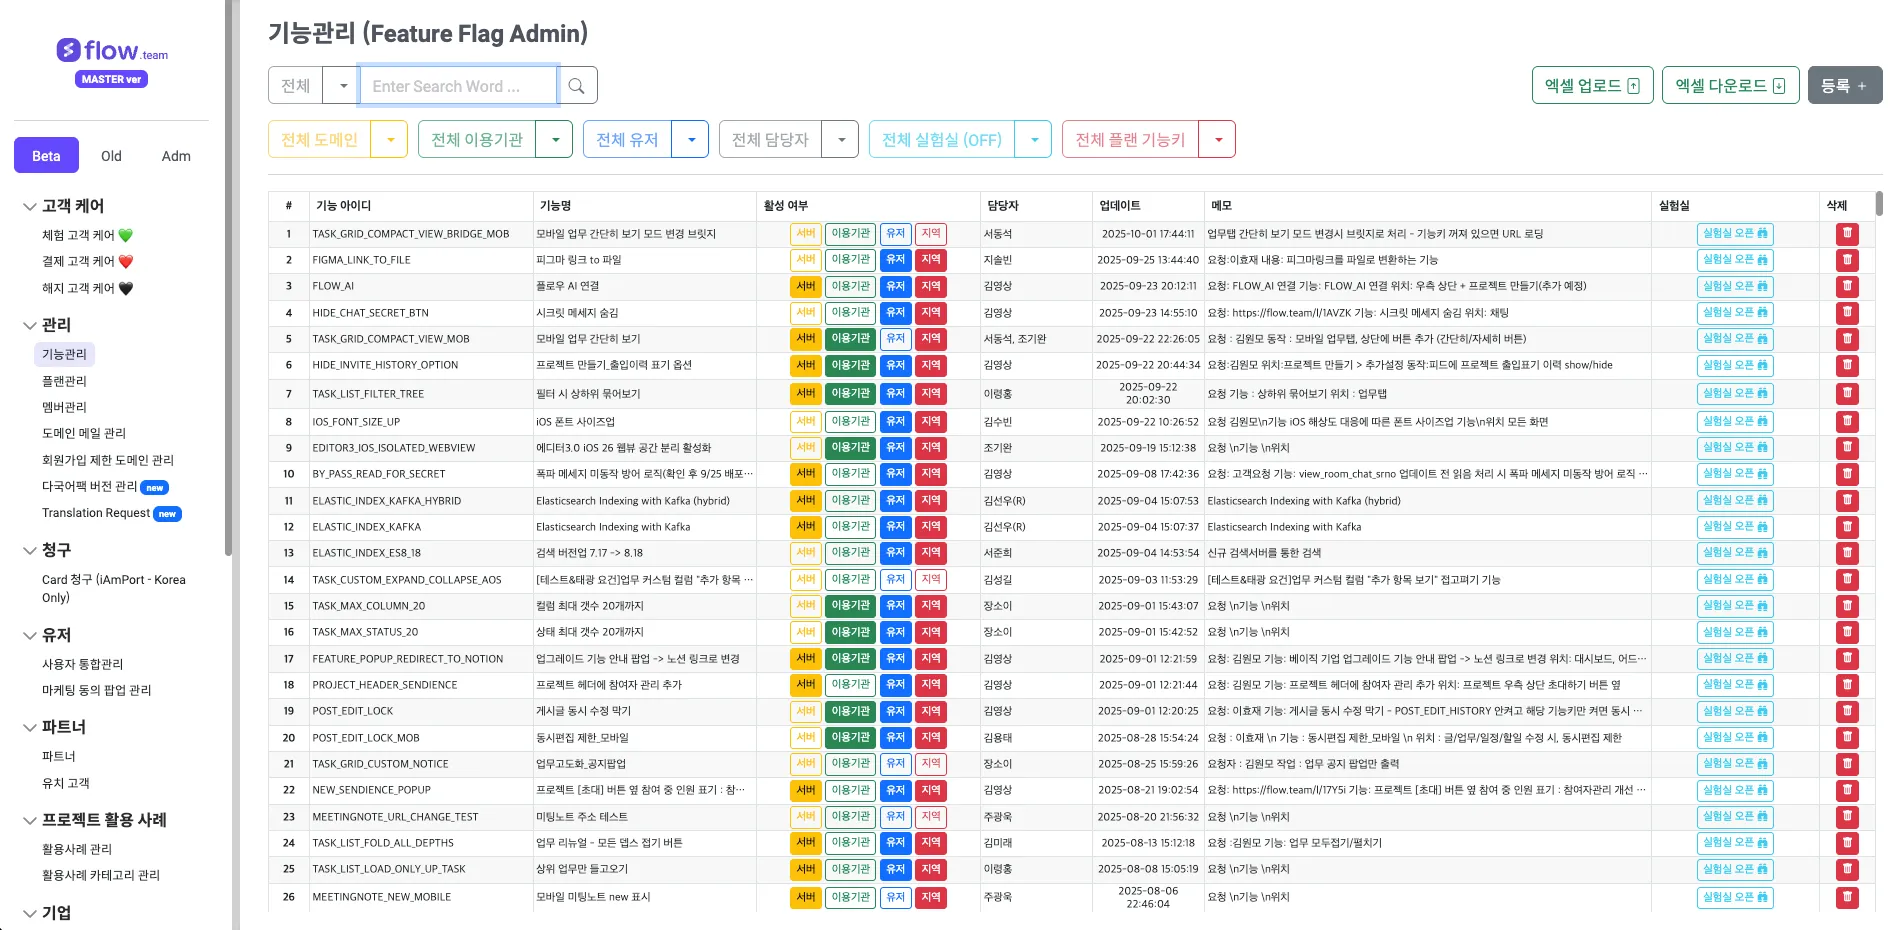 flow.team
MASTER ver
Beta Old Adm
고객 케어
체험 고객 케어 💚
결제 고객 케어 ❤️
해지 고객 케어 🖤
관리
기능관리
플랜관리
멤버관리
도메인 메일 관리
회원가입 제한 도메인 관리
다국어팩 버전 관리 new
Translation Request new
청구
Card 청구 (iAmPort - Korea
Only)
유저
사용자 통합관리
마케팅 동의 팝업 관리
파트너
파트너
유치 고객
프로젝트 활용 사례
활용사례 관리
활용사례 카테고리 관리
기업
기능관리 (Feature Flag Admin)
전체 Enter Search Word ...
엑셀 업로드 엑셀 다운로드 등록 +
전체 도메인 전체 이용기관 전체 유저 전체 담당자 전체 실험실 (OFF) 전체 플랜 기능키
# 기능 아이디 기능명 활성 여부 담당자 업데이트 메모 실험실 삭제
1 TASK_GRID_COMPACT_VIEW_BRIDGE_MOB 모바일 업무 간단히 보기 모드 변경 브릿지 서버 이용기관 유저 지역 서동석 2025-10-01 17:44:11 업무탭 간단히 보기 모드 변경시 브릿지로 처리 - 기능키 꺼져 있으면 URL 로딩 실험실 오픈
2 FIGMA_LINK_TO_FILE 피그마 링크 to 파일 서버 이용기관 유저 지역 지솔빈 2025-09-25 13:44:40 요청:이효재 내용: 피그마링크를 파일로 변환하는 기능 실험실 오픈
3 FLOW_AI 플로우 AI 연결 서버 이용기관 유저 지역 김영상 2025-09-23 20:12:11 요청: FLOW_AI 연결 기능: FLOW_AI 연결 위치: 우측 상단 + 프로젝트 만들기(추가 예정) 실험실 오픈
4 HIDE_CHAT_SECRET_BTN 시크릿 메세지 숨김 서버 이용기관 유저 지역 김영상 2025-09-23 14:55:10 요청: https://flow.team/l/1AVZK 기능: 시크릿 메세지 숨김 위치: 채팅 실험실 오픈
5 TASK_GRID_COMPACT_VIEW_MOB 모바일 업무 간단히 보기 서버 이용기관 유저 지역 서동석, 조기완 2025-09-22 22:26:05 요청 : 김원모 동작 : 모바일 업무탭, 상단에 버튼 추가 (간단히/자세히 버튼) 실험실 오픈
6 HIDE_INVITE_HISTORY_OPTION 프로젝트 만들기_출입이력 표기 옵션 서버 이용기관 유저 지역 김영상 2025-09-22 20:44:34 요청:김원모 위치:프로젝트 만들기 > 추가설정 동작:피드에 프로젝트 출입표기 이력 show/hide 실험실 오픈
7 TASK_LIST_FILTER_TREE 필터 시 상하위 묶어보기 서버 이용기관 유저 지역 이령홍 2025-09-22 20:02:30 요청 기능 : 상하위 묶어보기 위치 : 업무탭 실험실 오픈
8 IOS_FONT_SIZE_UP iOS 폰트 사이즈업 서버 이용기관 유저 지역 김수빈 2025-09-22 10:26:52 요청 김원모\n기능 iOS 해상도 대응에 따른 폰트 사이즈업 기능\n위치 모든 화면 실험실 오픈
9 EDITOR3_IOS_ISOLATED_WEBVIEW 에디터3.0 iOS 26 웹뷰 공간 분리 활성화 서버 이용기관 유저 지역 조기완 2025-09-19 15:12:38 요청 \n기능 \n위치 실험실 오픈
10 BY_PASS_READ_FOR_SECRET 폭파 메세지 미동작 방어 로직(확인 후 9/25 배포··· 서버 이용기관 유저 지역 김영상 2025-09-08 17:42:36 요청: 고객요청 기능: view_room_chat_srno 업데이트 전 읽음 처리 시 폭파 메세지 미동작 방어 로직 ··· 실험실 오픈
11 ELASTIC_INDEX_KAFKA_HYBRID Elasticsearch Indexing with Kafka (hybrid) 서버 이용기관 유저 지역 김선우(R) 2025-09-04 15:07:53 Elasticsearch Indexing with Kafka (hybrid) 실험실 오픈
12 ELASTIC_INDEX_KAFKA Elasticsearch Indexing with Kafka 서버 이용기관 유저 지역 김선우(R) 2025-09-04 15:07:37 Elasticsearch Indexing with Kafka 실험실 오픈
13 ELASTIC_INDEX_ES8_18 검색 버전업 7.17 -> 8.18 서버 이용기관 유저 지역 서준희 2025-09-04 14:53:54 신규 검색서버를 통한 검색 실험실 오픈
14 TASK_CUSTOM_EXPAND_COLLAPSE_AOS [테스트&태광 요건]업무 커스텀 컬럼 "추가 항목 ··· 서버 이용기관 유저 지역 김성길 2025-09-03 11:53:29 [테스트&태광 요건]업무 커스텀 컬럼 "추가 항목 보기" 접고펴기 기능 실험실 오픈
15 TASK_MAX_COLUMN_20 컬럼 최대 갯수 20개까지 서버 이용기관 유저 지역 장소이 2025-09-01 15:43:07 요청 \n기능 \n위치 실험실 오픈
16 TASK_MAX_STATUS_20 상태 최대 갯수 20개까지 서버 이용기관 유저 지역 장소이 2025-09-01 15:42:52 요청 \n기능 \n위치 실험실 오픈
17 FEATURE_POPUP_REDIRECT_TO_NOTION 업그레이드 기능 안내 팝업 -> 노션 링크로 변경 서버 이용기관 유저 지역 김영상 2025-09-01 12:21:59 요청: 김원모 기능: 베이직 기업 업그레이드 기능 안내 팝업 -> 노션 링크로 변경 위치: 대시보드, 어드··· 실험실 오픈
18 PROJECT_HEADER_SENDIENCE 프로젝트 헤더에 참여자 관리 추가 서버 이용기관 유저 지역 김영상 2025-09-01 12:21:44 요청: 김원모 기능: 프로젝트 헤더에 참여자 관리 추가 위치: 프로젝트 우측 상단 초대하기 버튼 옆 실험실 오픈
19 POST_EDIT_LOCK 게시글 동시 수정 막기 서버 이용기관 유저 지역 김영상 2025-09-01 12:20:25 요청: 이효재 기능: 게시글 동시 수정 막기 - POST_EDIT_HISTORY 안켜고 해당 기능키만 켜면 동시 ··· 실험실 오픈
20 POST_EDIT_LOCK_MOB 동시편집 제한_모바일 서버 이용기관 유저 지역 김용태 2025-08-28 15:54:24 요청 : 이효재 \n 기능 : 동시편집 제한_모바일 \n 위치 : 글/업무/일정/할일 수정 시, 동시편집 제한 실험실 오픈
21 TASK_GRID_CUSTOM_NOTICE 업무고도화_공지팝업 서버 이용기관 유저 지역 장소이 2025-08-25 15:59:26 요청자 : 김원모 작업 : 업무 공지 팝업만 출력 실험실 오픈
22 NEW_SENDIENCE_POPUP 프로젝트 [초대] 버튼 옆 참여 중 인원 표기 : 참··· 서버 이용기관 유저 지역 김영상 2025-08-21 19:02:54 요청: https://flow.team/l/17Y5i 기능: 프로젝트 [초대] 버튼 옆 참여 중 인원 표기 : 참여자관리 개선 ··· 실험실 오픈
23 MEETINGNOTE_URL_CHANGE_TEST 미팅노트 주소 테스트 서버 이용기관 유저 지역 주광욱 2025-08-20 21:56:32 요청 \n기능 \n위치 실험실 오픈
24 TASK_LIST_FOLD_ALL_DEPTHS 업무 리뉴얼 - 모든 뎁스 접기 버튼 서버 이용기관 유저 지역 김미래 2025-08-13 15:12:18 요청 :김원모 기능: 업무 모두접기/펼치기 실험실 오픈
25 TASK_LIST_LOAD_ONLY_UP_TASK 상위 업무만 들고오기 서버 이용기관 유저 지역 이령홍 2025-08-08 15:05:19 요청 \n기능 \n위치 실험실 오픈
26 MEETINGNOTE_NEW_MOBILE 모바일 미팅노트 new 표시 서버 이용기관 유저 지역 주광욱 2025-08-06 22:46:04 요청 \n기능 \n위치 실험실 오픈